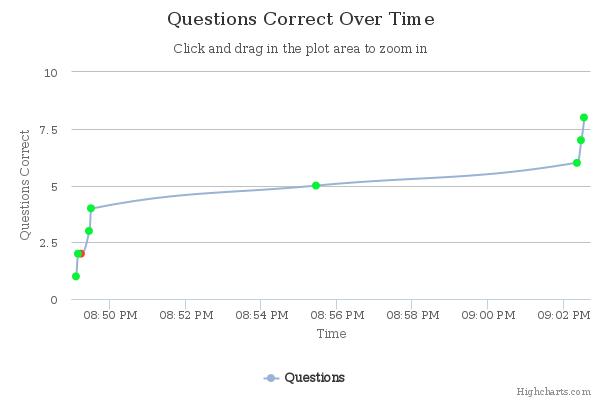 Questions Correct Over Time
Click and drag in the plot area to zoom in
Questions Correct
10
7.5
5
2.5
0
08:50 PM 08:52 PM 08:54 PM 08:56 PM 08:58 PM 09:00 PM 09:02 PM
Time
Questions
Highcharts.com